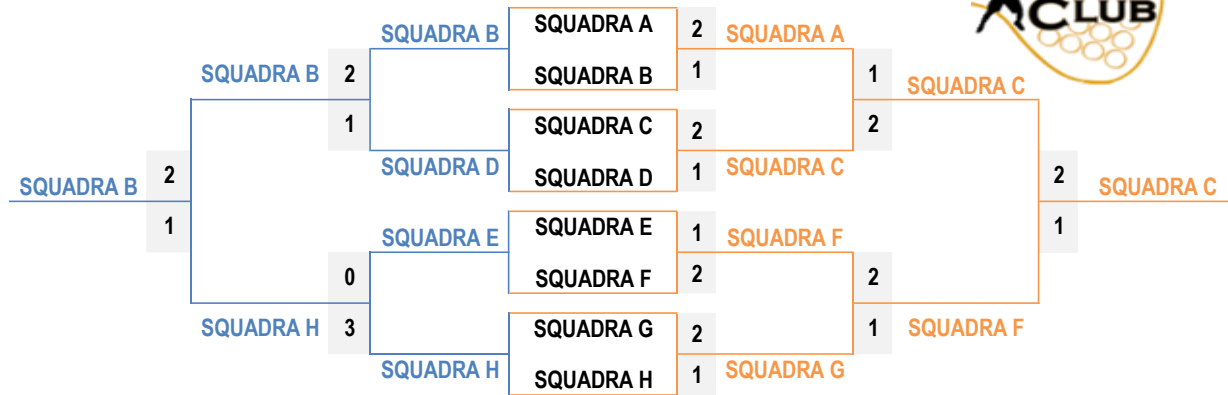 CLUB
SQUADRA B SQUADRA A 2 SQUADRA A
SQUADRA B 2 SQUADRA B 1 1 SQUADRA C
1 SQUADRA C 2 2
SQUADRA D SQUADRA D 1 SQUADRA C
SQUADRA B 2 2 SQUADRA C
1 SQUADRA E SQUADRA E 1 SQUADRA F 1
0 SQUADRA F 2 2
SQUADRA H 3 SQUADRA G 2 1 SQUADRA F
SQUADRA H SQUADRA H 1 SQUADRA G